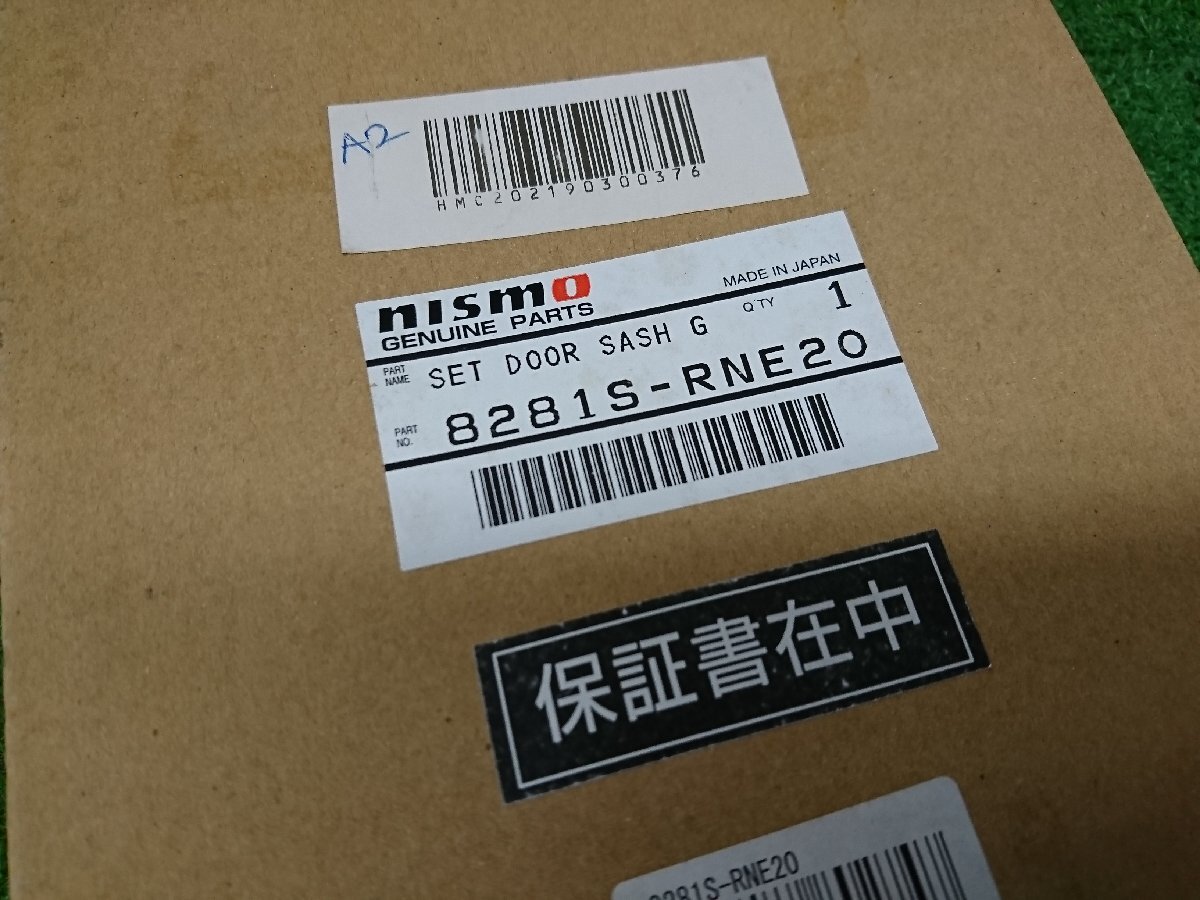 A2
HMC202190300376
nismo
GENUINE PARTS
MADE IN JAPAN
PART NAME
SET DOOR SASH G
Q'TY
1
PART NO.
8281S-RNE20
保証書在中
8281S-RNE20